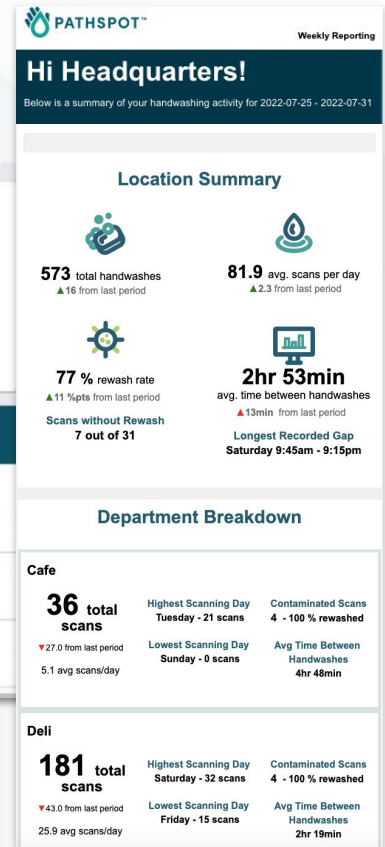 PATHSPOT™
Weekly Reporting
Hi Headquarters!
Below is a summary of your handwashing activity for 2022-07-25 - 2022-07-31
Location Summary
573 total handwashes
▲16 from last period
81.9 avg. scans per day
▲2.3 from last period
77 % rewash rate
▲11 %pts from last period
Scans without Rewash
7 out of 31
2hr 53min
avg. time between handwashes
▲13min from last period
Longest Recorded Gap
Saturday 9:45am - 9:15pm
Department Breakdown
Cafe
36 total
scans
▼27.0 from last period
5.1 avg scans/day
Highest Scanning Day
Tuesday - 21 scans
Lowest Scanning Day
Sunday - 0 scans
Contaminated Scans
4 - 100 % rewashed
Avg Time Between
Handwashes
4hr 48min
Deli
181 total
scans
▼43.0 from last period
25.9 avg scans/day
Highest Scanning Day
Saturday - 32 scans
Lowest Scanning Day
Friday - 15 scans
Contaminated Scans
4 - 100 % rewashed
Avg Time Between
Handwashes
2hr 19min